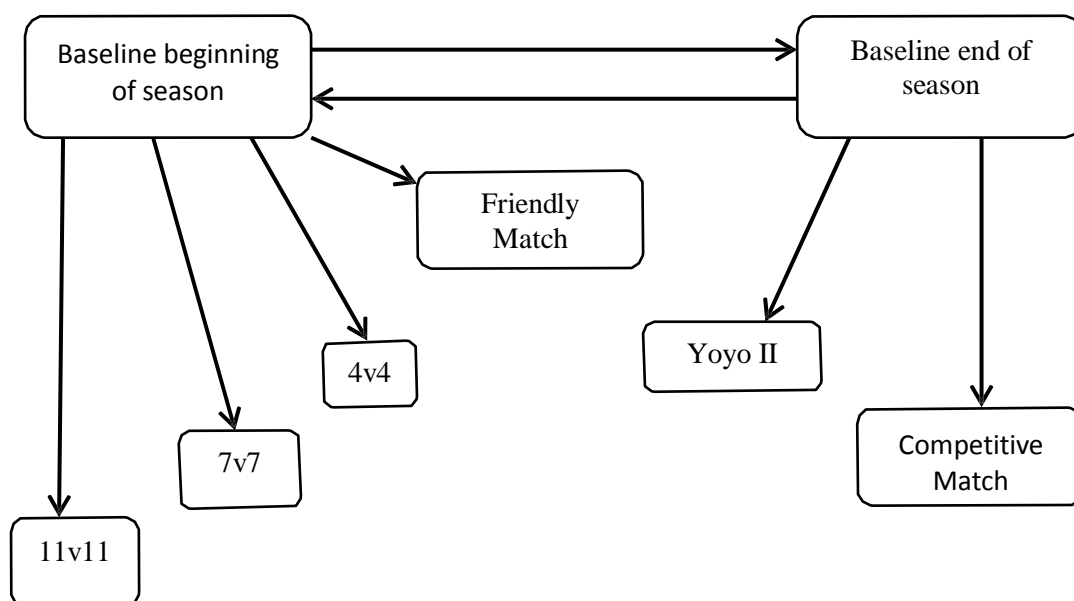 Baseline beginning
of season
Baseline end of
season
Friendly
Match
4v4
Yoyo II
7v7
Competitive
Match
11v11